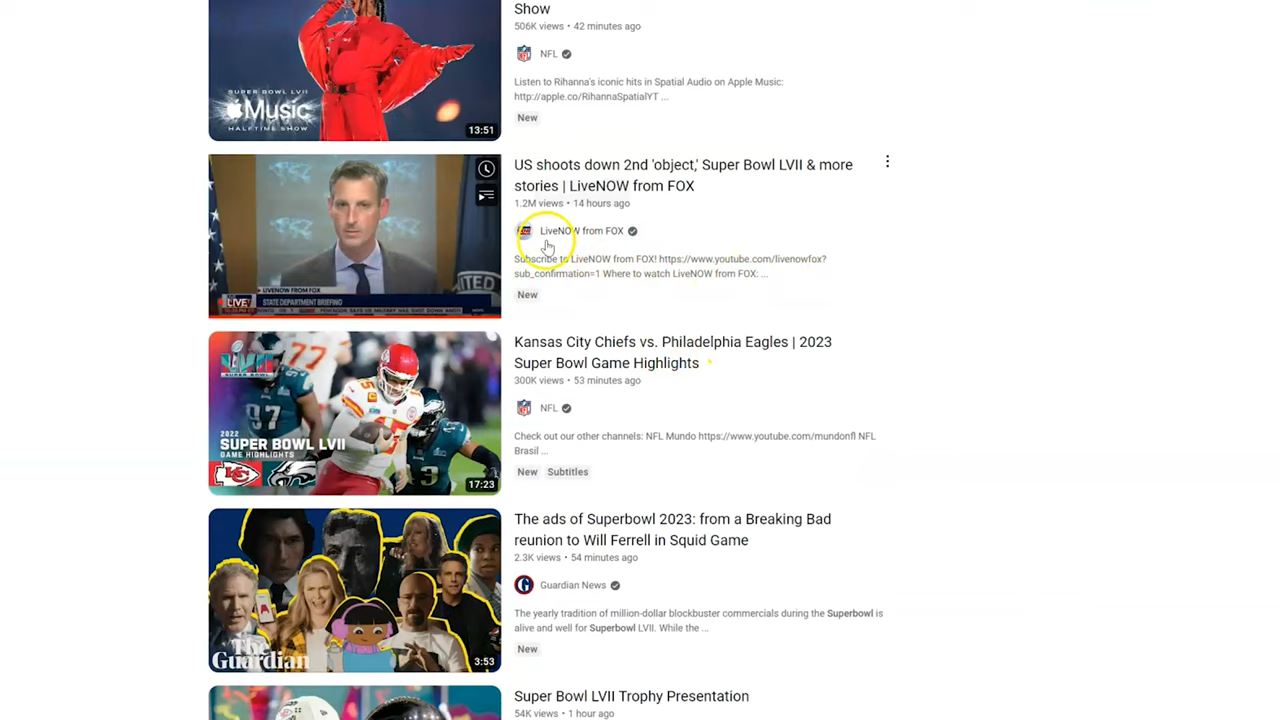 Show
506K views • 42 minutes ago
NFL
Listen to Rihanna's iconic hits in Spatial Audio on Apple Music:
http://apple.co/RihannaSpatialYT ...
New
SUPER BOWL LVII
Music
HALFTIME SHOW
13:51
US shoots down 2nd 'object,' Super Bowl LVII & more
stories | LiveNOW from FOX
1.2M views • 14 hours ago
LiveNOW from FOX
Subscribe to LiveNOW from FOX! https://www.youtube.com/livenowfox?
sub_confirmation=1 Where to watch LiveNOW from FOX: ...
New
UNITED
LIVENOW FROM FOX
LIVE
STATE DEPARTMENT BRIEFING
Kansas City Chiefs vs. Philadelphia Eagles | 2023
Super Bowl Game Highlights
300K views • 53 minutes ago
NFL
Check out our other channels: NFL Mundo https://www.youtube.com/mundonfl NFL
Brasil ...
New Subtitles
LVII
SUPER BOWL
77
97
15
2022
SUPER BOWL LVII
GAME HIGHLIGHTS
17:23
The ads of Superbowl 2023: from a Breaking Bad
reunion to Will Ferrell in Squid Game
2.3K views • 54 minutes ago
Guardian News
The yearly tradition of million-dollar blockbuster commercials during the Superbowl is
alive and well for Superbowl LVII. While the ...
New
The
Guardian
3:53
Super Bowl LVII Trophy Presentation
54K views • 1 hour ago